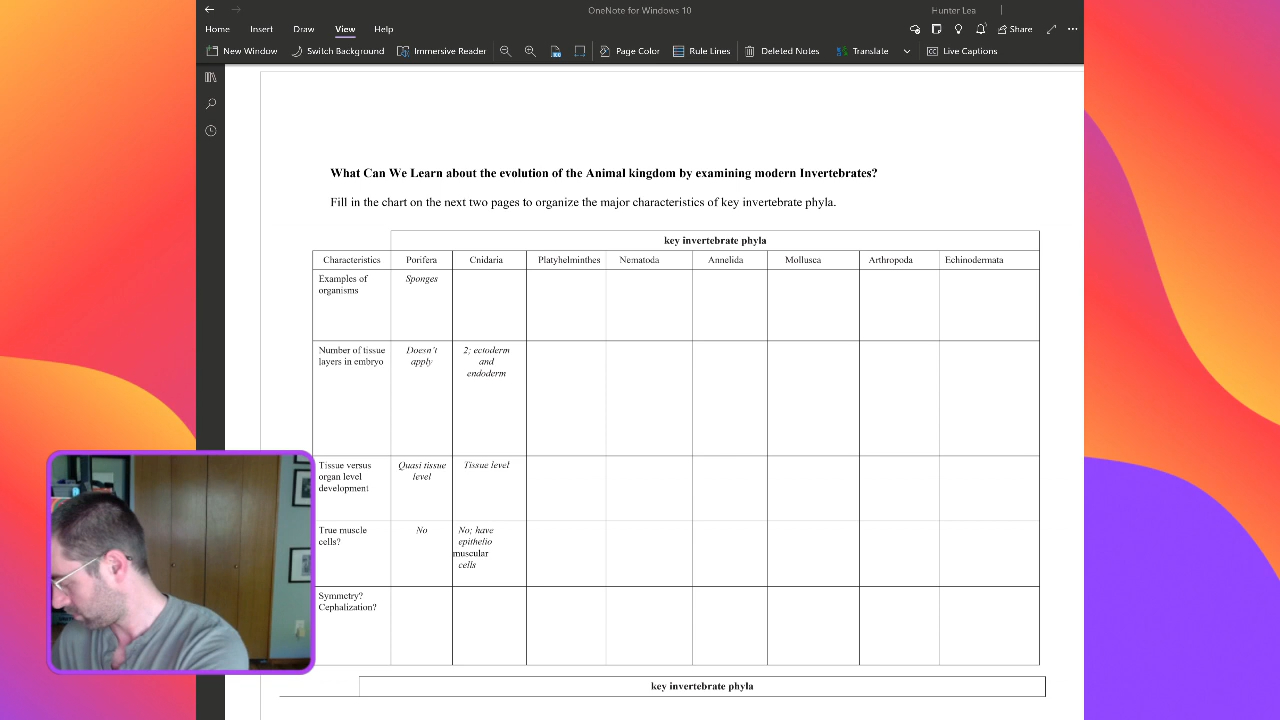 OneNote for Windows 10
Hunter Lea
Home Insert Draw View Help
Share
New Window Switch Background Immersive Reader Page Color Rule Lines Deleted Notes Translate Live Captions
What Can We Learn about the evolution of the Animal kingdom by examining modern Invertebrates?
Fill in the chart on the next two pages to organize the major characteristics of key invertebrate phyla.
key invertebrate phyla
Characteristics Porifera Cnidaria Platyhelminthes Nematoda Annelida Mollusca Arthropoda Echinodermata
Examples of
organisms
Sponges
Number of tissue
layers in embryo
Doesn't
apply
2; ectoderm
and
endoderm
Tissue versus
organ level
development
Quasi tissue
level
Tissue level
True muscle
cells?
No
No; have
epithelio
muscular
cells
Symmetry?
Cephalization?
key invertebrate phyla